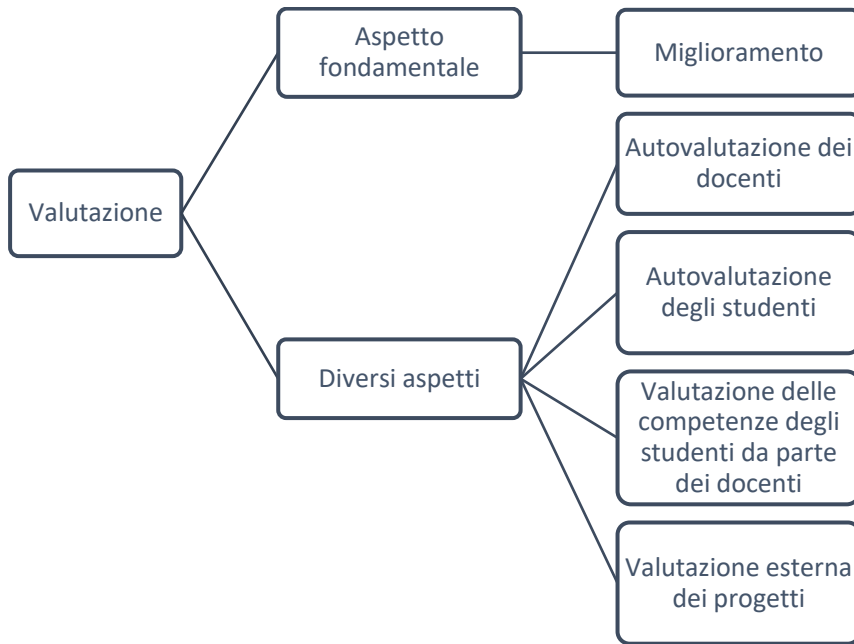 Valutazione
Aspetto
fondamentale
Miglioramento
Diversi aspetti
Autovalutazione dei
docenti
Autovalutazione
degli studenti
Valutazione delle
competenze degli
studenti da parte
dei docenti
Valutazione esterna
dei progetti